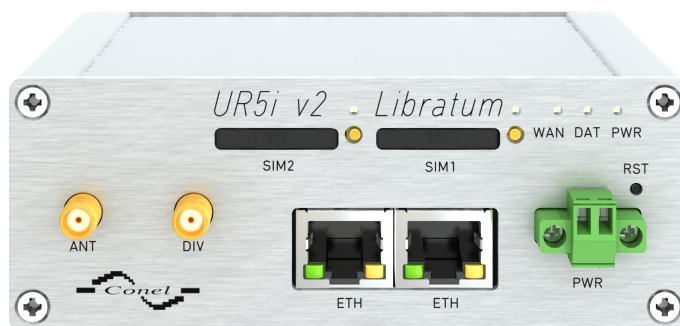 UR5i v2 Libratum
WAN DAT PWR
SIM2 SIM1
RST
ANT DIV
PWR
Conel
ETH ETH